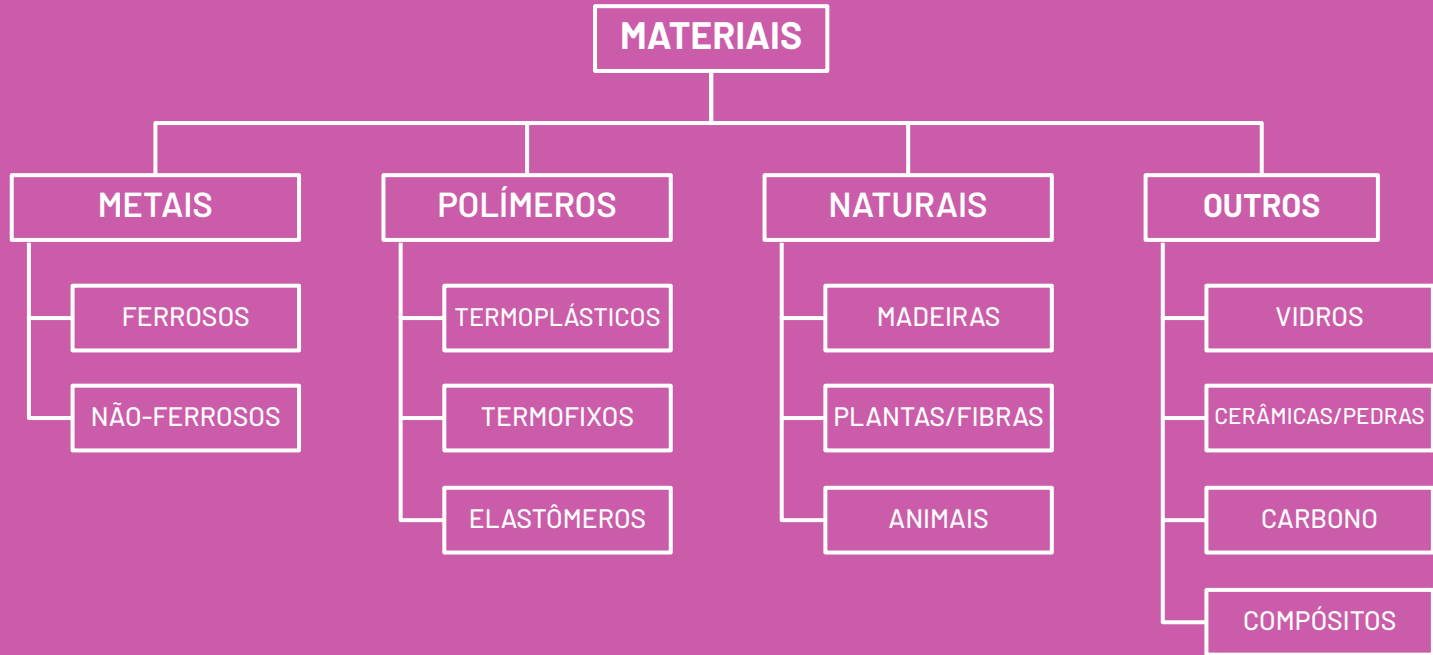 MATERIAIS
METAIS
FERROSOS
NÃO-FERROSOS
POLÍMEROS
TERMOPLÁSTICOS
TERMOFIXOS
ELASTÔMEROS
NATURAIS
MADEIRAS
PLANTAS/FIBRAS
ANIMAIS
OUTROS
VIDROS
CERÂMICAS/PEDRAS
CARBONO
COMPÓSITOS